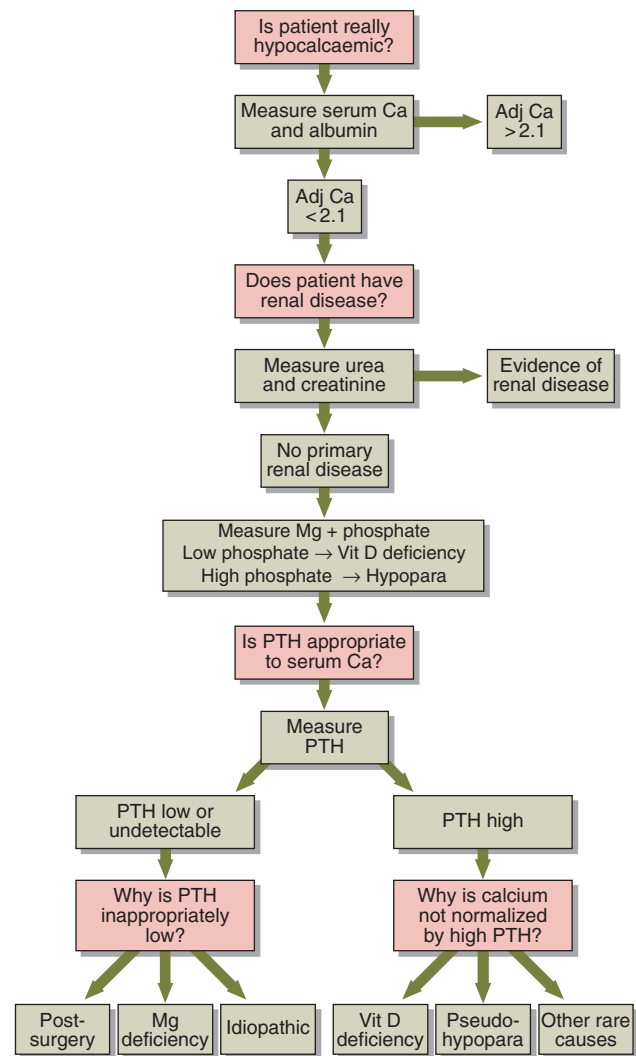 Is patient really
hypocalcaemic?
Measure serum Ca
and albumin
Adj Ca
>2.1
Adj Ca
<2.1
Does patient have
renal disease?
Measure urea
and creatinine
Evidence of
renal disease
No primary
renal disease
Measure Mg + phosphate
Low phosphate → Vit D deficiency
High phosphate → Hypopara
Is PTH appropriate
to serum Ca?
Measure
PTH
PTH low or
undetectable
PTH high
Why is PTH
inappropriately
low?
Why is calcium
not normalized
by high PTH?
Post-
surgery
Mg
deficiency
Idiopathic
Vit D
deficiency
Pseudo-
hypopara
Other rare
causes